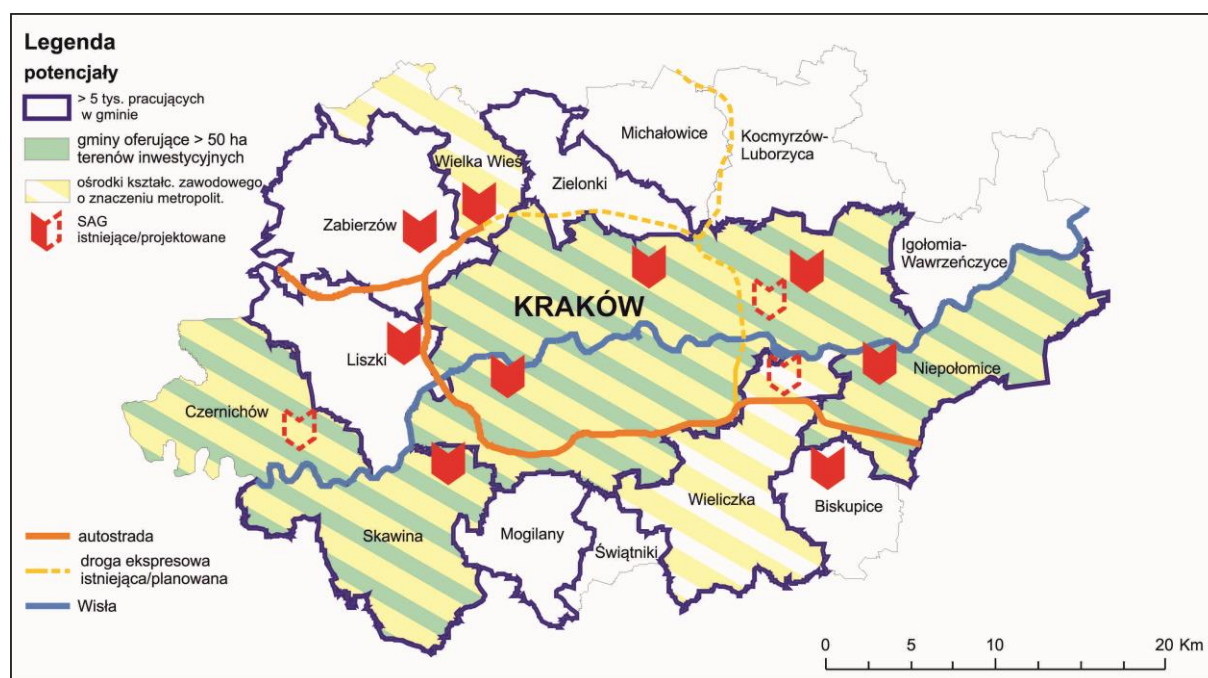 Legenda
potencjały
> 5 tys. pracujących
w gminie
gminy oferujące > 50 ha
terenów inwestycyjnych
ośrodki kształc. zawodowego
o znaczeniu metropolit.
SAG
istniejące/projektowane
Michałowice
Kocmyrzów-
Luborzyca
Wielka Wieś
Zielonki
Zabierzów
Igołomia-
Wawrzeńczyce
KRAKÓW
Liszki
Niepołomice
Czernichów
Wieliczka
Biskupice
Skawina
Mogilany
Świątniki
autostrada
droga ekspresowa
istniejąca/planowana
Wisła
0 5 10 20 Km